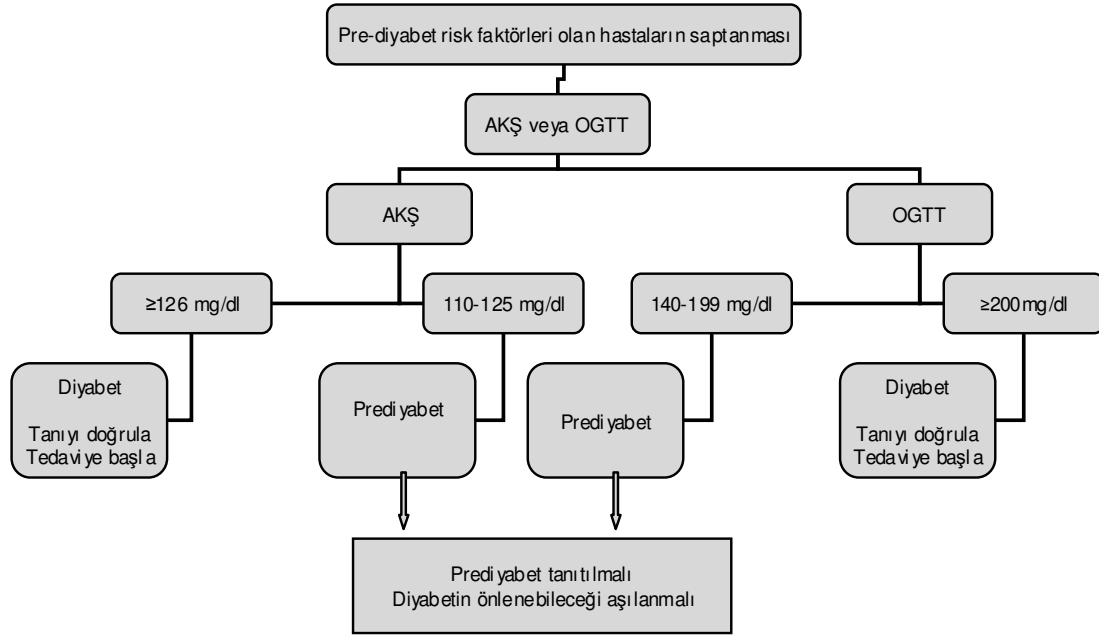 Pre-diyabet risk faktörleri olan hastaların saptanması
AKŞ veya OGTT
AKŞ
OGTT
≥126 mg/dl
110-125 mg/dl
140-199 mg/dl
≥200mg/dl
Diyabet
Tanıyı doğrula
Tedaviye başla
Prediyabet
Prediyabet
Diyabet
Tanıyı doğrula
Tedaviye başla
Prediyabet tanıtılmalı
Diyabetin önlenebileceği aşılanmalı